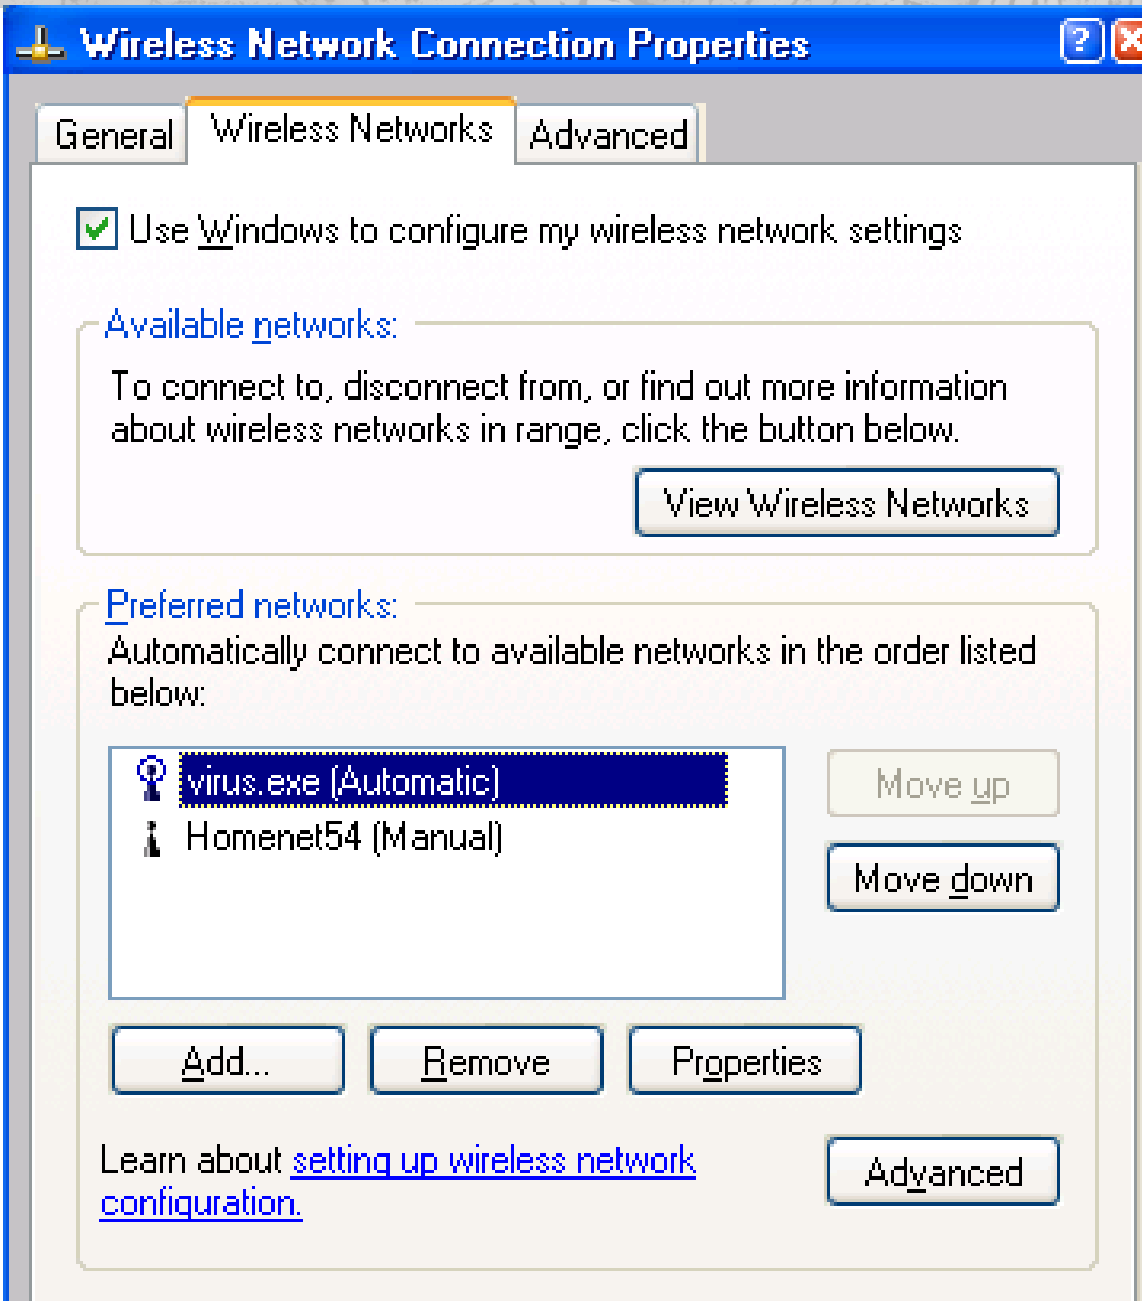 Wireless Network Connection Properties
General Wireless Networks Advanced
Use Windows to configure my wireless network settings
Available networks:
To connect to, disconnect from, or find out more information
about wireless networks in range, click the button below.
View Wireless Networks
Preferred networks:
Automatically connect to available networks in the order listed
below:
virus.exe (Automatic)
Homenet54 (Manual)
Move up
Move down
Add...
Remove
Properties
Learn about setting up wireless network
configuration.
Advanced